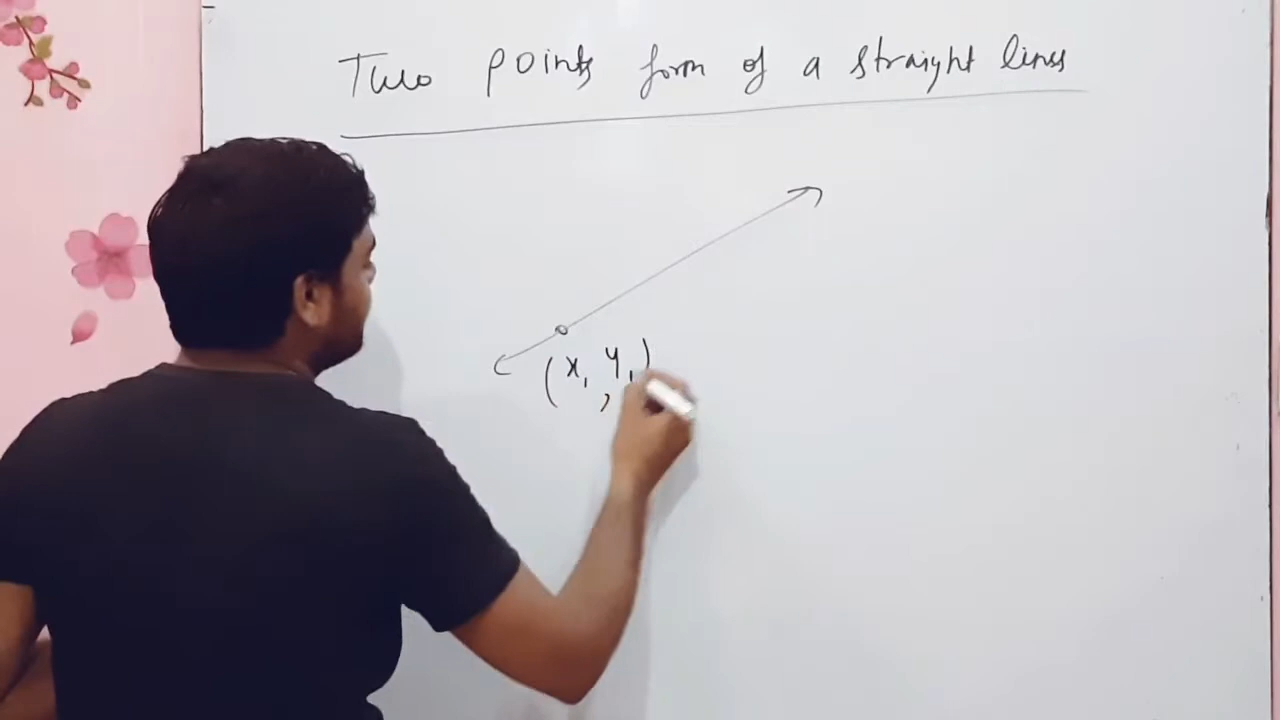 Two points form of a straight lines
(x₁, y₁)